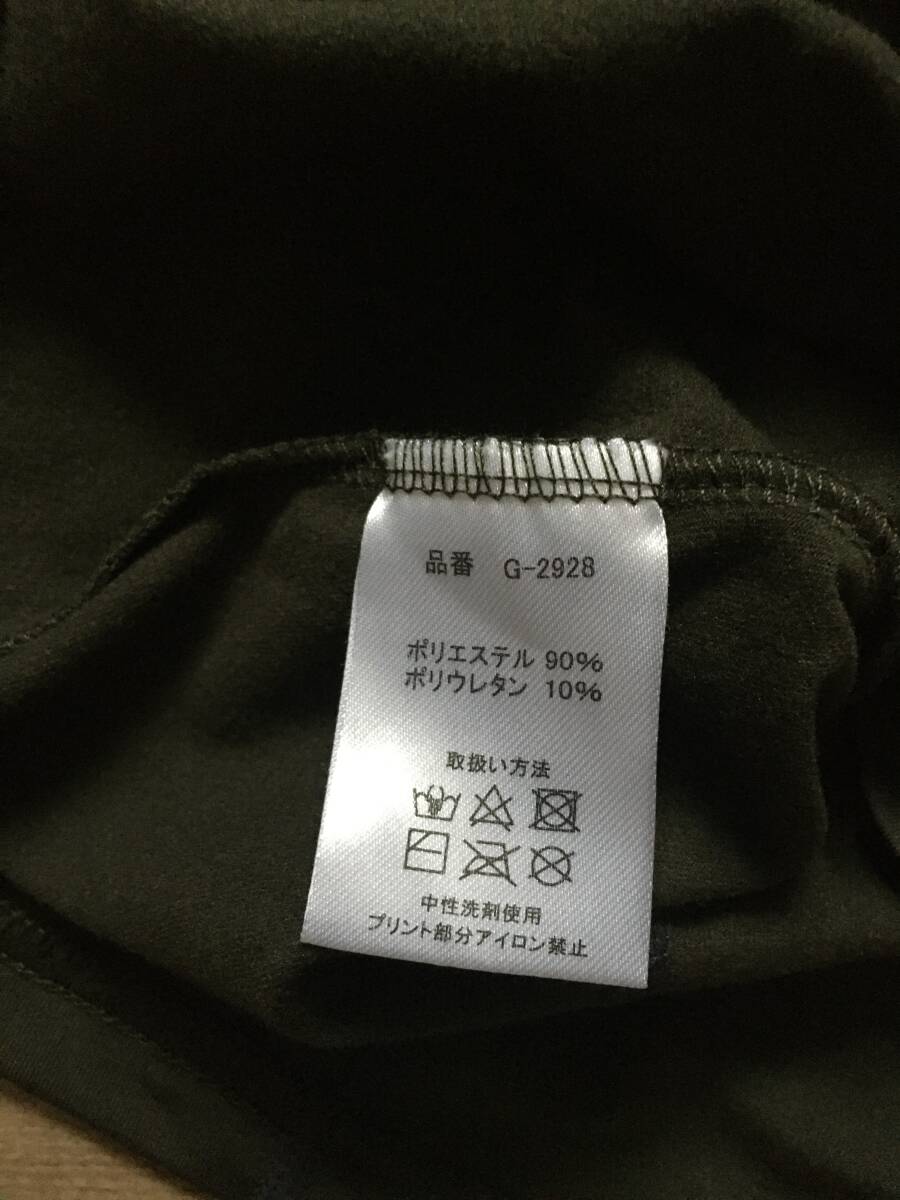 品番 G-2928
ポリエステル 90%
ポリウレタン 10%
取扱い方法
中性洗剤使用
プリント部分アイロン禁止